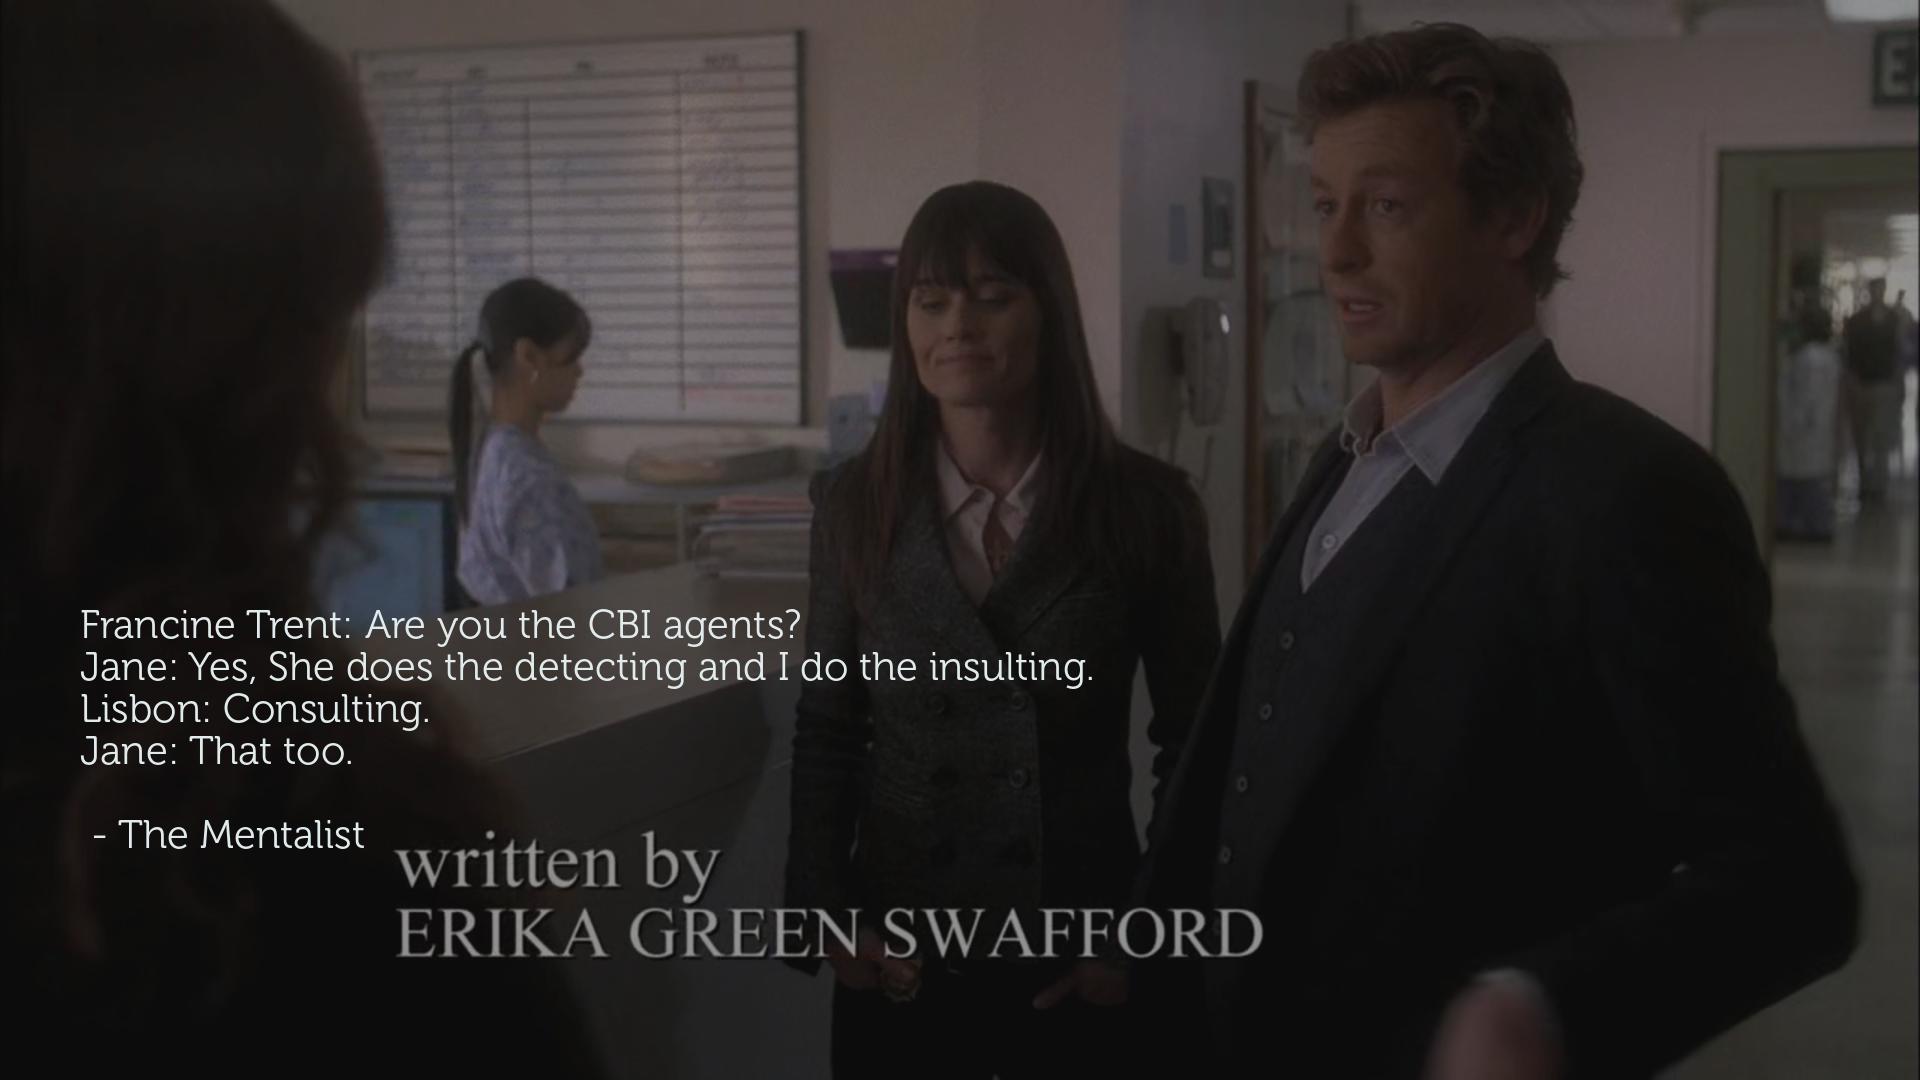 Francine Trent: Are you the CBI agents?
Jane: Yes, She does the detecting and I do the insulting.
Lisbon: Consulting.
Jane: That too.
- The Mentalist
written by
ERIKA GREEN SWAFFORD